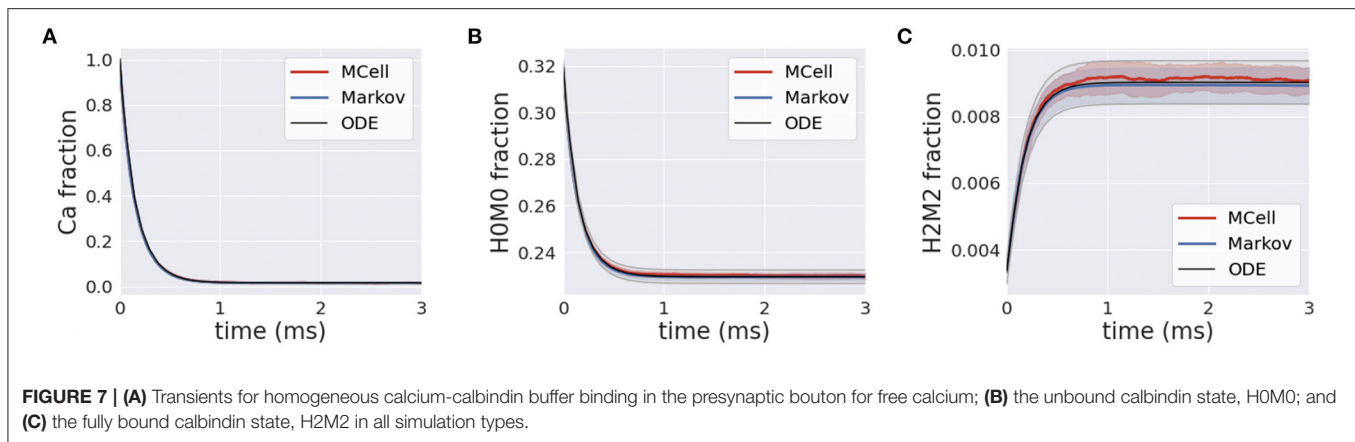 A
1.0
0.8
0.6
0.4
0.2
0.0
Ca fraction
0
1
2
3
time (ms)
MCell
Markov
ODE
B
0.32
0.30
0.28
0.26
0.24
H0M0 fraction
0
1
2
3
time (ms)
MCell
Markov
ODE
C
0.010
0.008
0.006
0.004
H2M2 fraction
0
1
2
3
time (ms)
MCell
Markov
ODE
FIGURE 7 | (A) Transients for homogeneous calcium-calbindin buffer binding in the presynaptic bouton for free calcium; (B) the unbound calbindin state, H0M0; and
(C) the fully bound calbindin state, H2M2 in all simulation types.